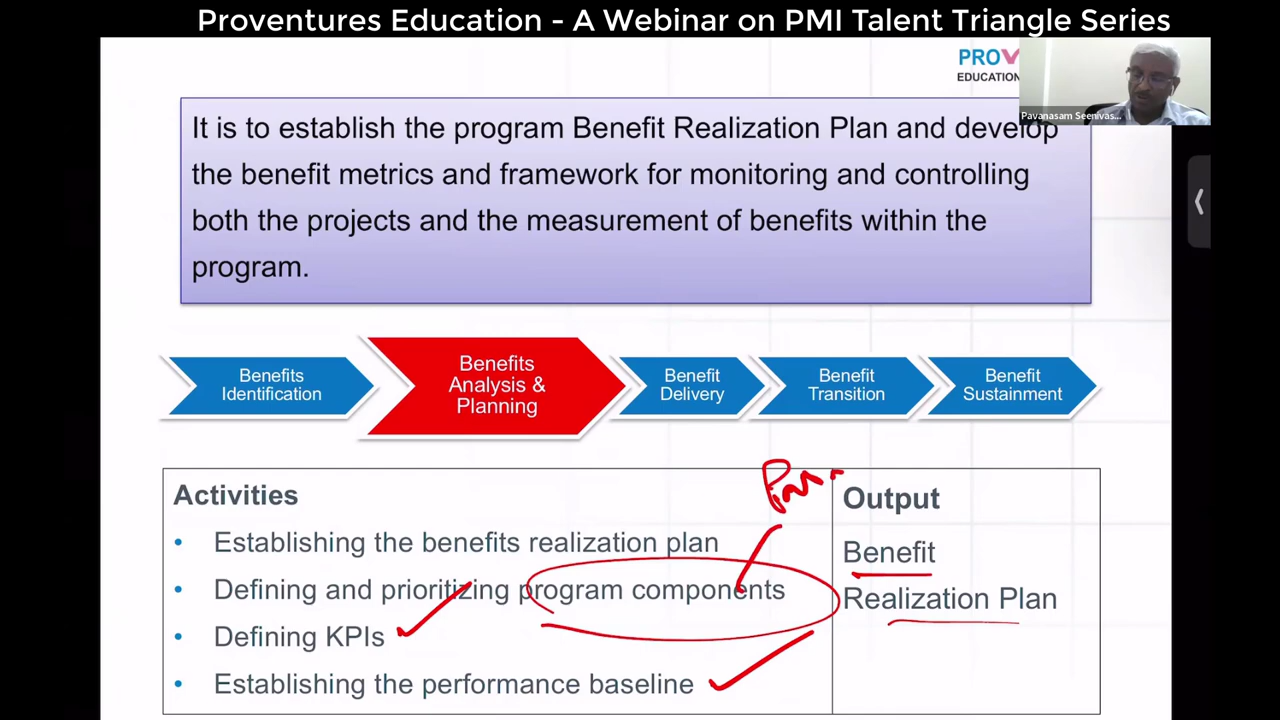 Proventures Education - A Webinar on PMI Talent Triangle Series
PROV
EDUCATION
Pavanasam Seenivas...
It is to establish the program Benefit Realization Plan and develop
the benefit metrics and framework for monitoring and controlling
both the projects and the measurement of benefits within the
program.
Benefits
Identification
Benefits
Analysis &
Planning
Benefit
Delivery
Benefit
Transition
Benefit
Sustainment
Activities
• Establishing the benefits realization plan
• Defining and prioritizing program components
• Defining KPIs
• Establishing the performance baseline
Output
Benefit
Realization Plan